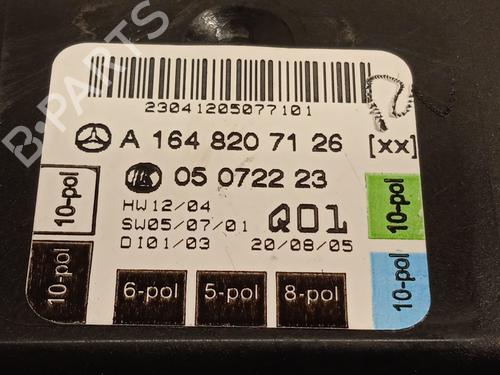 23041205077101
A 164 820 71 26 [xx]
05 0722 23
HW12/04
SW05/07/01
DI01/03
Q01
20/08/05
10-pol
10-pol
10-pol
10-pol
6-pol
5-pol
8-pol
B-PARTS